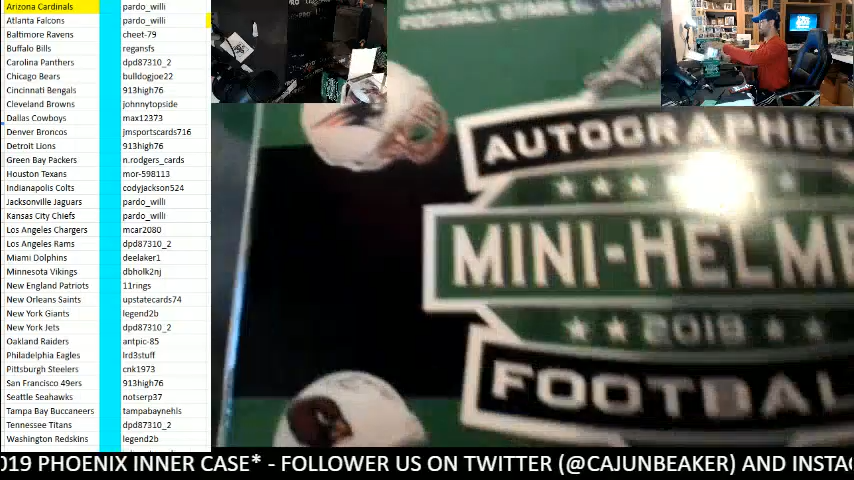 Arizona Cardinals pardo_willi
Atlanta Falcons pardo_willi
Baltimore Ravens cheet-79
Buffalo Bills regansfs
Carolina Panthers dpd87310_2
Chicago Bears bulldogjoe22
Cincinnati Bengals 913high76
Cleveland Browns johnnytopside
Dallas Cowboys max12373
Denver Broncos jmsportscards716
Detroit Lions 913high76
Green Bay Packers n.rodgers_cards
Houston Texans mor-598113
Indianapolis Colts codyjackson524
Jacksonville Jaguars pardo_willi
Kansas City Chiefs pardo_willi
Los Angeles Chargers mcar2080
Los Angeles Rams dpd87310_2
Miami Dolphins deelaker1
Minnesota Vikings dbholk2nj
New England Patriots 11rings
New Orleans Saints upstatecards74
New York Giants legend2b
New York Jets dpd87310_2
Oakland Raiders antpic-85
Philadelphia Eagles lrd3stuff
Pittsburgh Steelers cnk1973
San Francisco 49ers 913high76
Seattle Seahawks notserp37
Tampa Bay Buccaneers tampabaynehls
Tennessee Titans dpd87310_2
Washington Redskins legend2b
AUTOGRAPHED
MINI-HELME
2019
FOOTBAL
019 PHOENIX INNER CASE* - FOLLOWER US ON TWITTER (@CAJUNBEAKER) AND INSTA